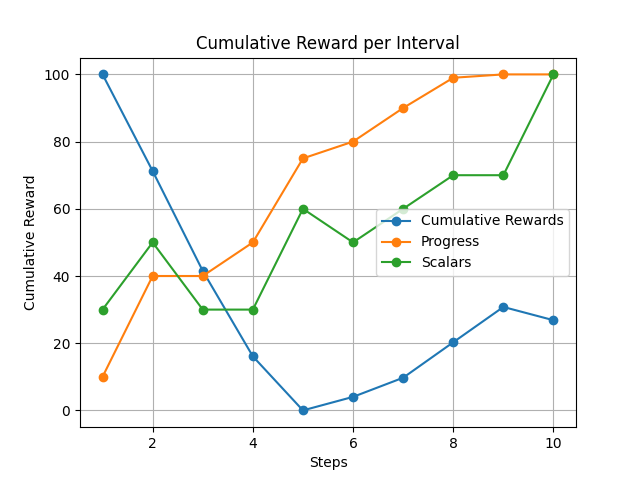 Cumulative Reward per Interval
Cumulative Reward
100
80
60
40
20
0
Cumulative Rewards
Progress
Scalars
2 4 6 8 10
Steps